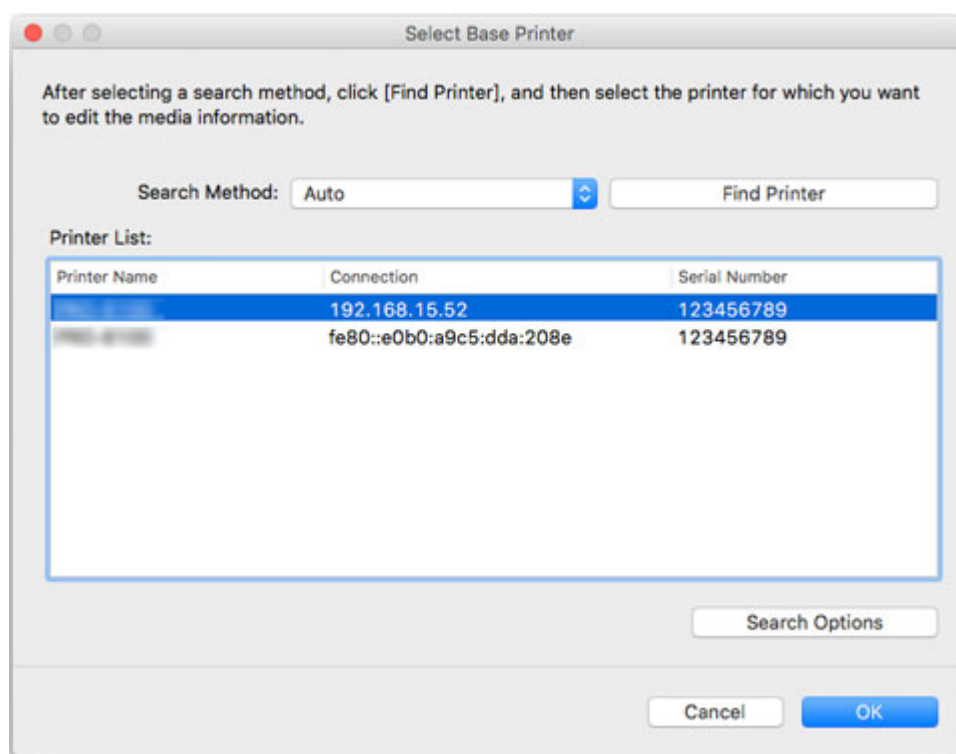 Select Base Printer
After selecting a search method, click [Find Printer], and then select the printer for which you want
to edit the media information.
Search Method: Auto Find Printer
Printer List:
Printer Name Connection Serial Number
192.168.15.52 123456789
fe80::e0b0:a9c5:dda:208e 123456789
Search Options
Cancel OK